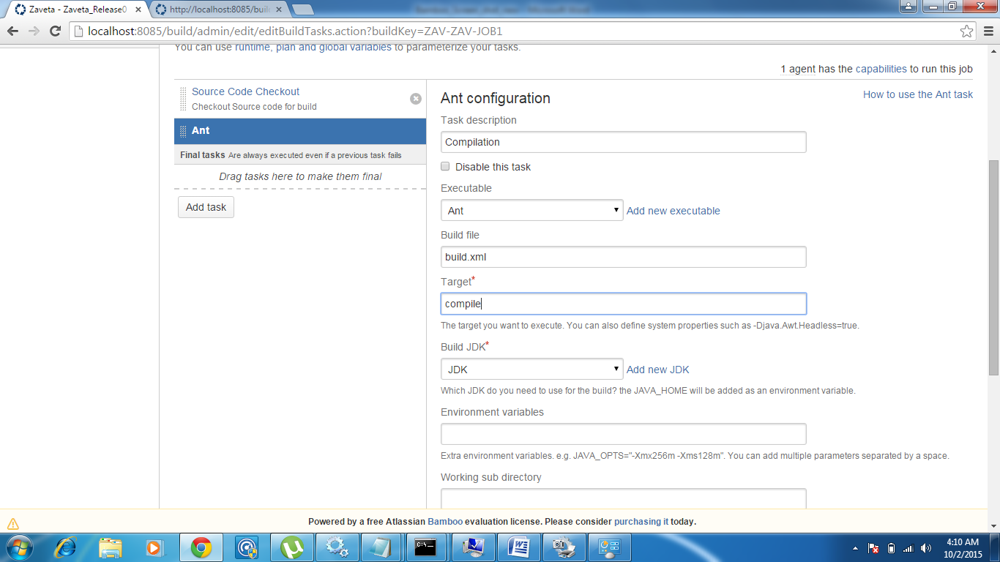 Zaveta - Zaveta_Release0
http://localhost:8085/build
localhost:8085/build/admin/edit/editBuildTasks.action?buildKey=ZAV-ZAV-JOB1
You can use runtime, plan and global variables to parameterize your tasks.
1 agent has the capabilities to run this job
Source Code Checkout
Checkout Source code for build
Ant
Final tasks Are always executed even if a previous task fails
Drag tasks here to make them final
Add task
Ant configuration
How to use the Ant task
Task description
Compilation
Disable this task
Executable
Ant
Add new executable
Build file
build.xml
Target*
compile
The target you want to execute. You can also define system properties such as -Djava.Awt.Headless=true.
Build JDK*
JDK
Add new JDK
Which JDK do you need to use for the build? the JAVA_HOME will be added as an environment variable.
Environment variables
Extra environment variables. e.g. JAVA_OPTS="-Xmx256m -Xms128m". You can add multiple parameters separated by a space.
Working sub directory
Powered by a free Atlassian Bamboo evaluation license. Please consider purchasing it today.
4:10 AM
10/2/2015